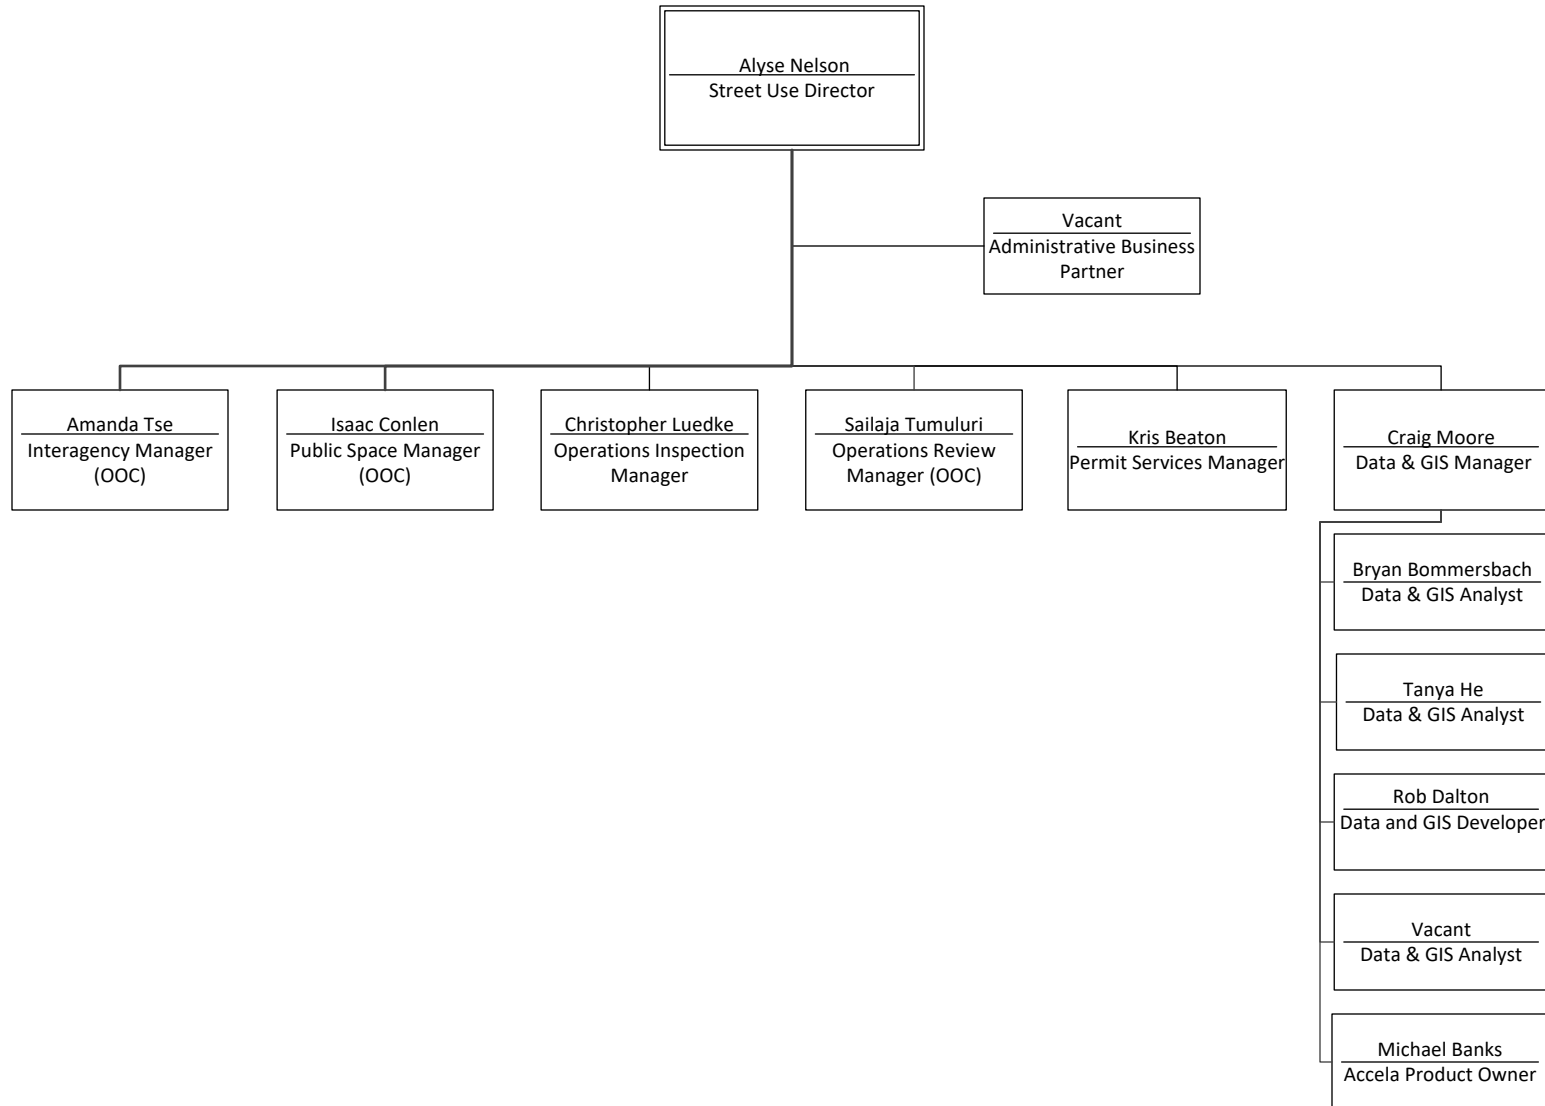 Alyse Nelson
Street Use Director
Vacant
Administrative Business
Partner
Amanda Tse
Interagency Manager
(OOC)
Isaac Conlen
Public Space Manager
(OOC)
Christopher Luedke
Operations Inspection
Manager
Sailaja Tumuluri
Operations Review
Manager (OOC)
Kris Beaton
Permit Services Manager
Craig Moore
Data & GIS Manager
Bryan Bommersbach
Data & GIS Analyst
Tanya He
Data & GIS Analyst
Rob Dalton
Data and GIS Developer
Vacant
Data & GIS Analyst
Michael Banks
Accela Product Owner